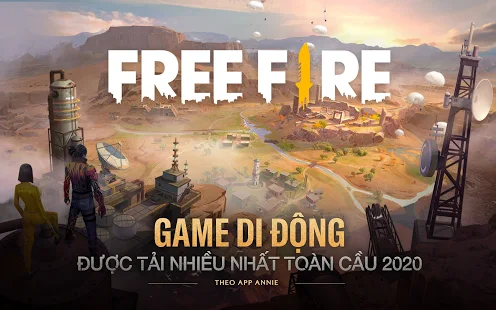 FREE FIRE
GAME DI ĐỘNG
ĐƯỢC TẢI NHIỀU NHẤT TOÀN CẦU 2020
THEO APP ANNIE